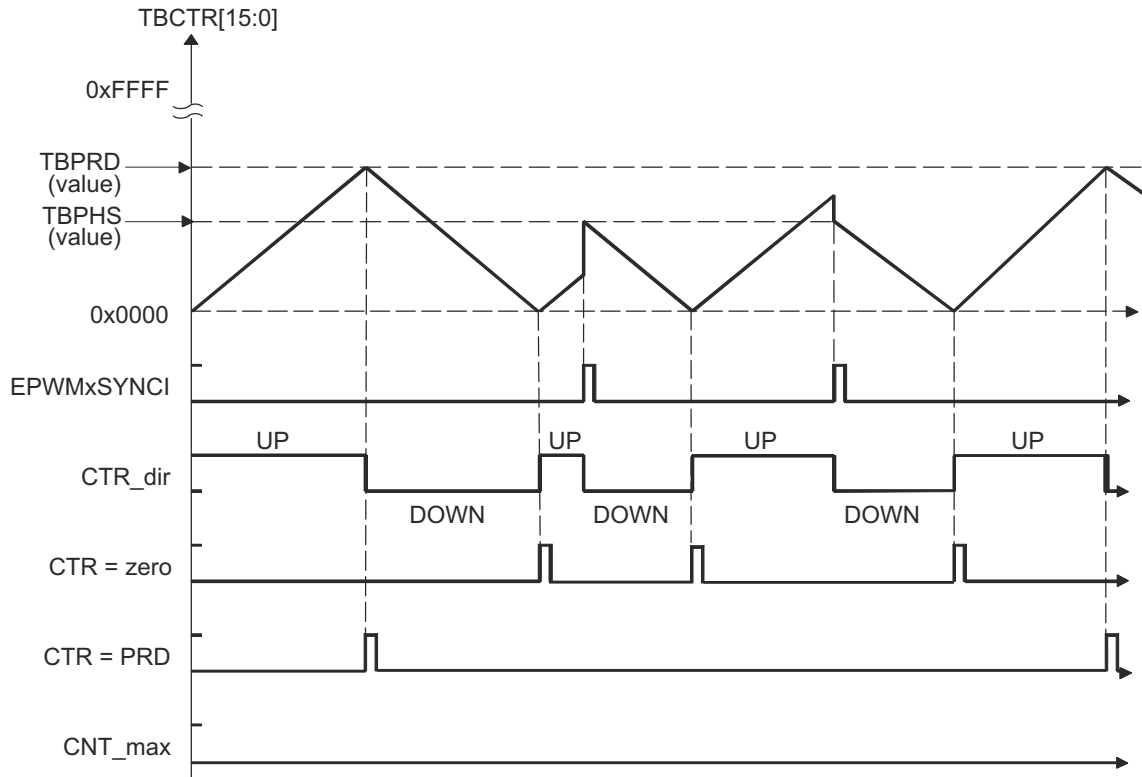 TBCTR[15:0]
0xFFFF
TBPRD
(value)
TBPHS
(value)
0x0000
EPWMxSYNCI
UP
UP
UP
UP
CTR_dir
DOWN
DOWN
DOWN
CTR = zero
CTR = PRD
CNT_max